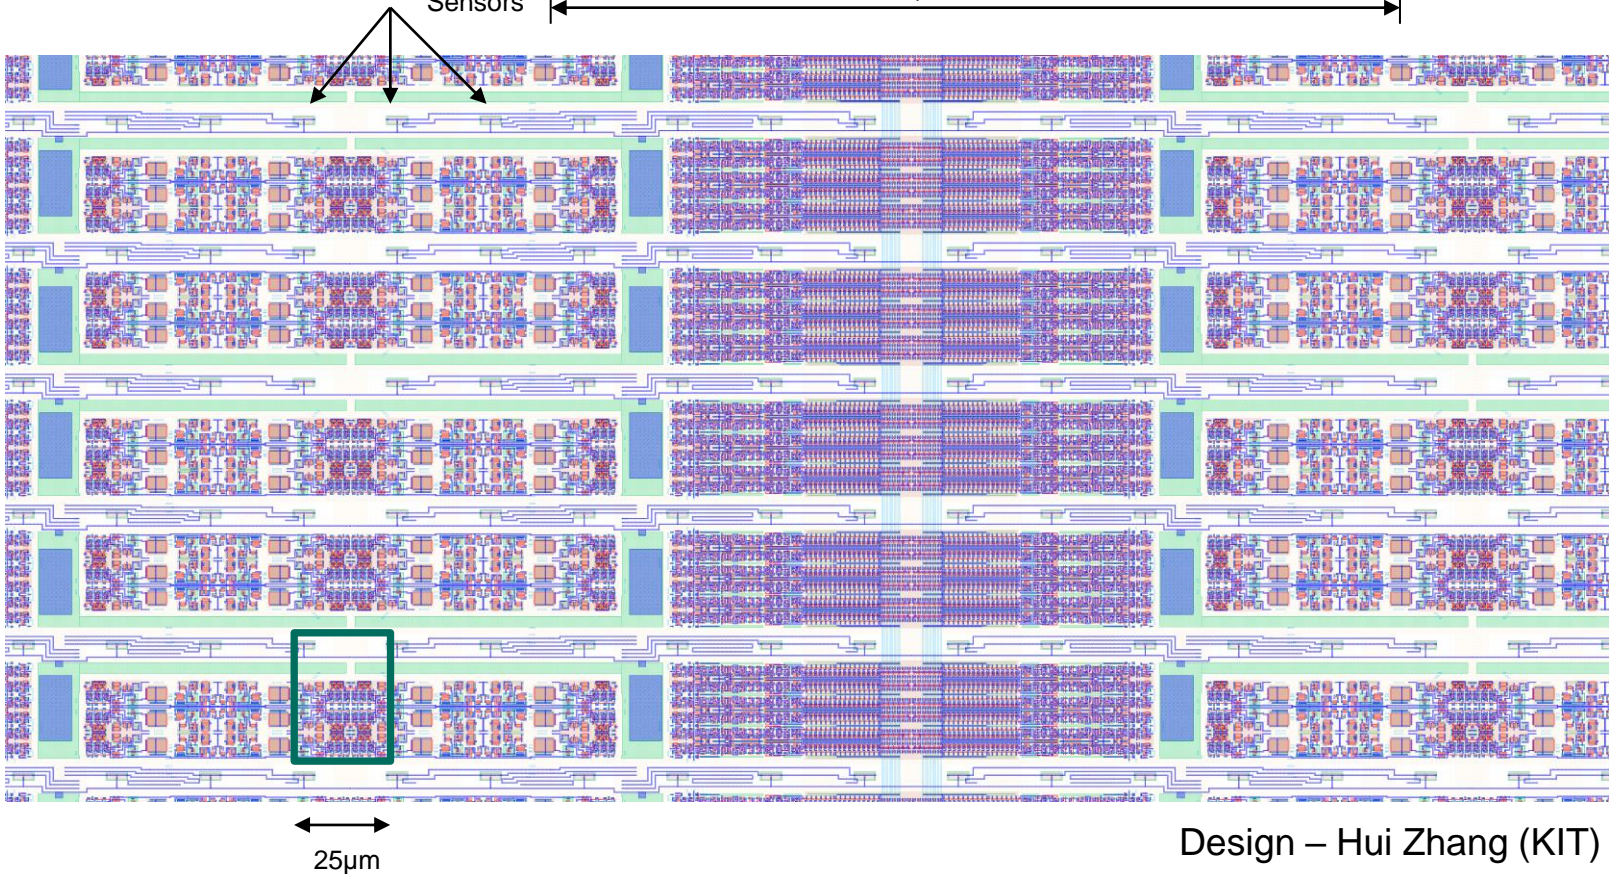 Sensors
25µm
Design – Hui Zhang (KIT)